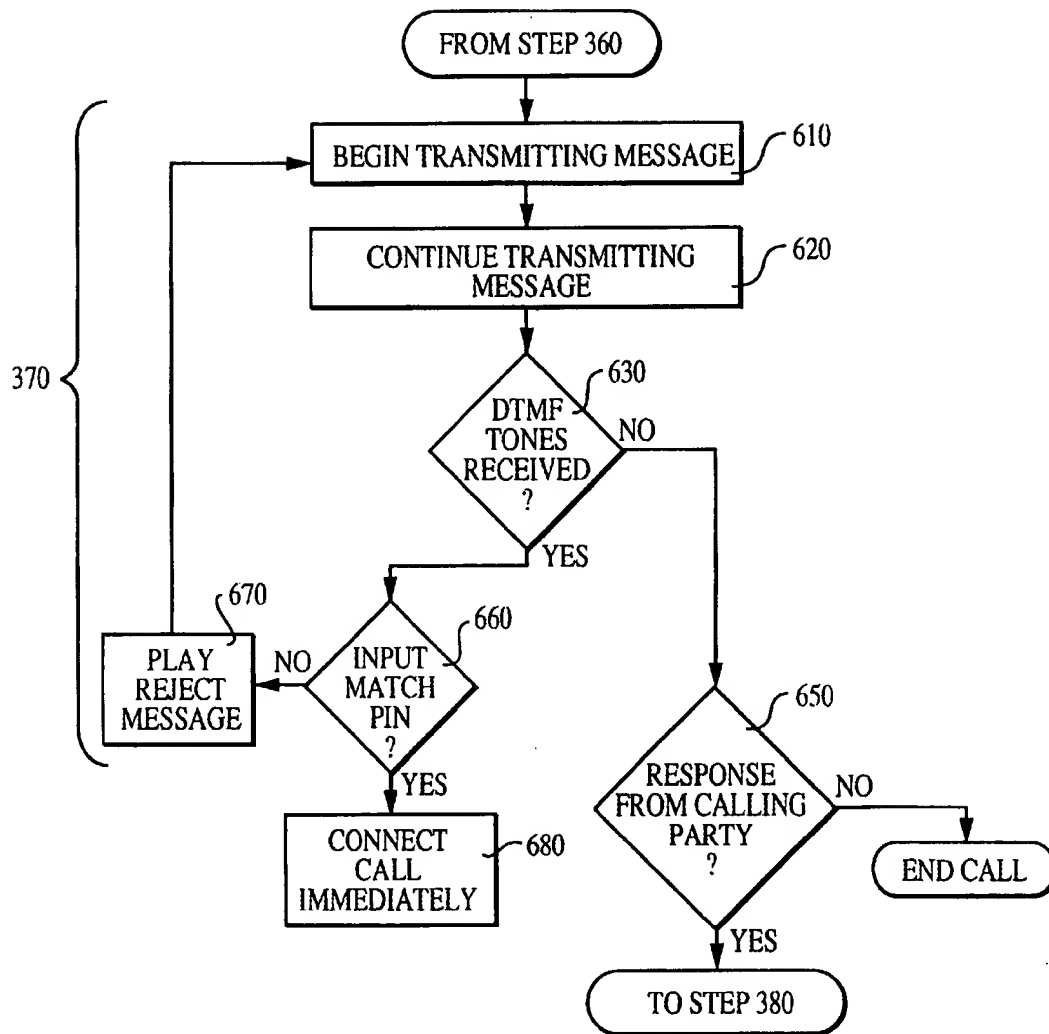 FROM STEP 360
610
BEGIN TRANSMITTING MESSAGE
620
CONTINUE TRANSMITTING
MESSAGE
370
630
DTMF
TONES
RECEIVED
?
NO
YES
670
PLAY
REJECT
MESSAGE
NO
660
INPUT
MATCH
PIN
?
YES
680
CONNECT
CALL
IMMEDIATELY
650
RESPONSE
FROM CALLING
PARTY
?
NO
END CALL
YES
TO STEP 380